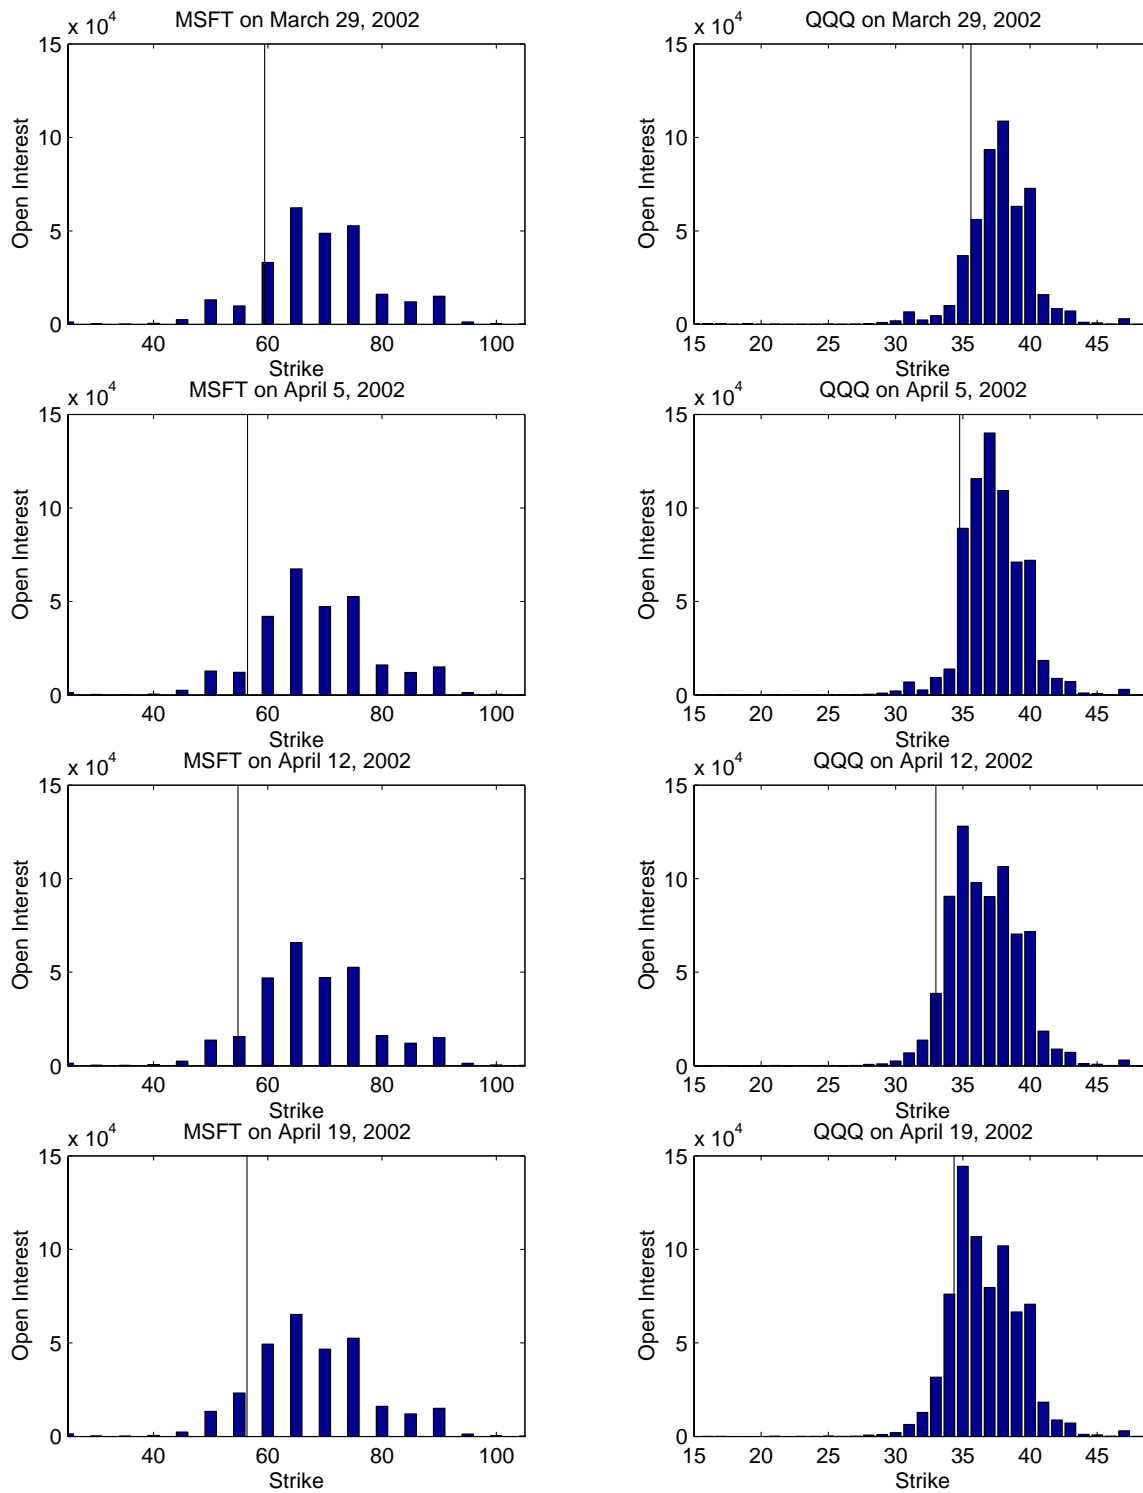 x 10^4 MSFT on March 29, 2002
15
10
5
0
Open Interest
40 60 80 100
Strike
x 10^4 QQQ on March 29, 2002
15
10
5
0
Open Interest
15 20 25 30 35 40 45
Strike
x 10^4 MSFT on April 5, 2002
15
10
5
0
Open Interest
40 60 80 100
Strike
x 10^4 QQQ on April 5, 2002
15
10
5
0
Open Interest
15 20 25 30 35 40 45
Strike
x 10^4 MSFT on April 12, 2002
15
10
5
0
Open Interest
40 60 80 100
Strike
x 10^4 QQQ on April 12, 2002
15
10
5
0
Open Interest
15 20 25 30 35 40 45
Strike
x 10^4 MSFT on April 19, 2002
15
10
5
0
Open Interest
40 60 80 100
Strike
x 10^4 QQQ on April 19, 2002
15
10
5
0
Open Interest
15 20 25 30 35 40 45
Strike